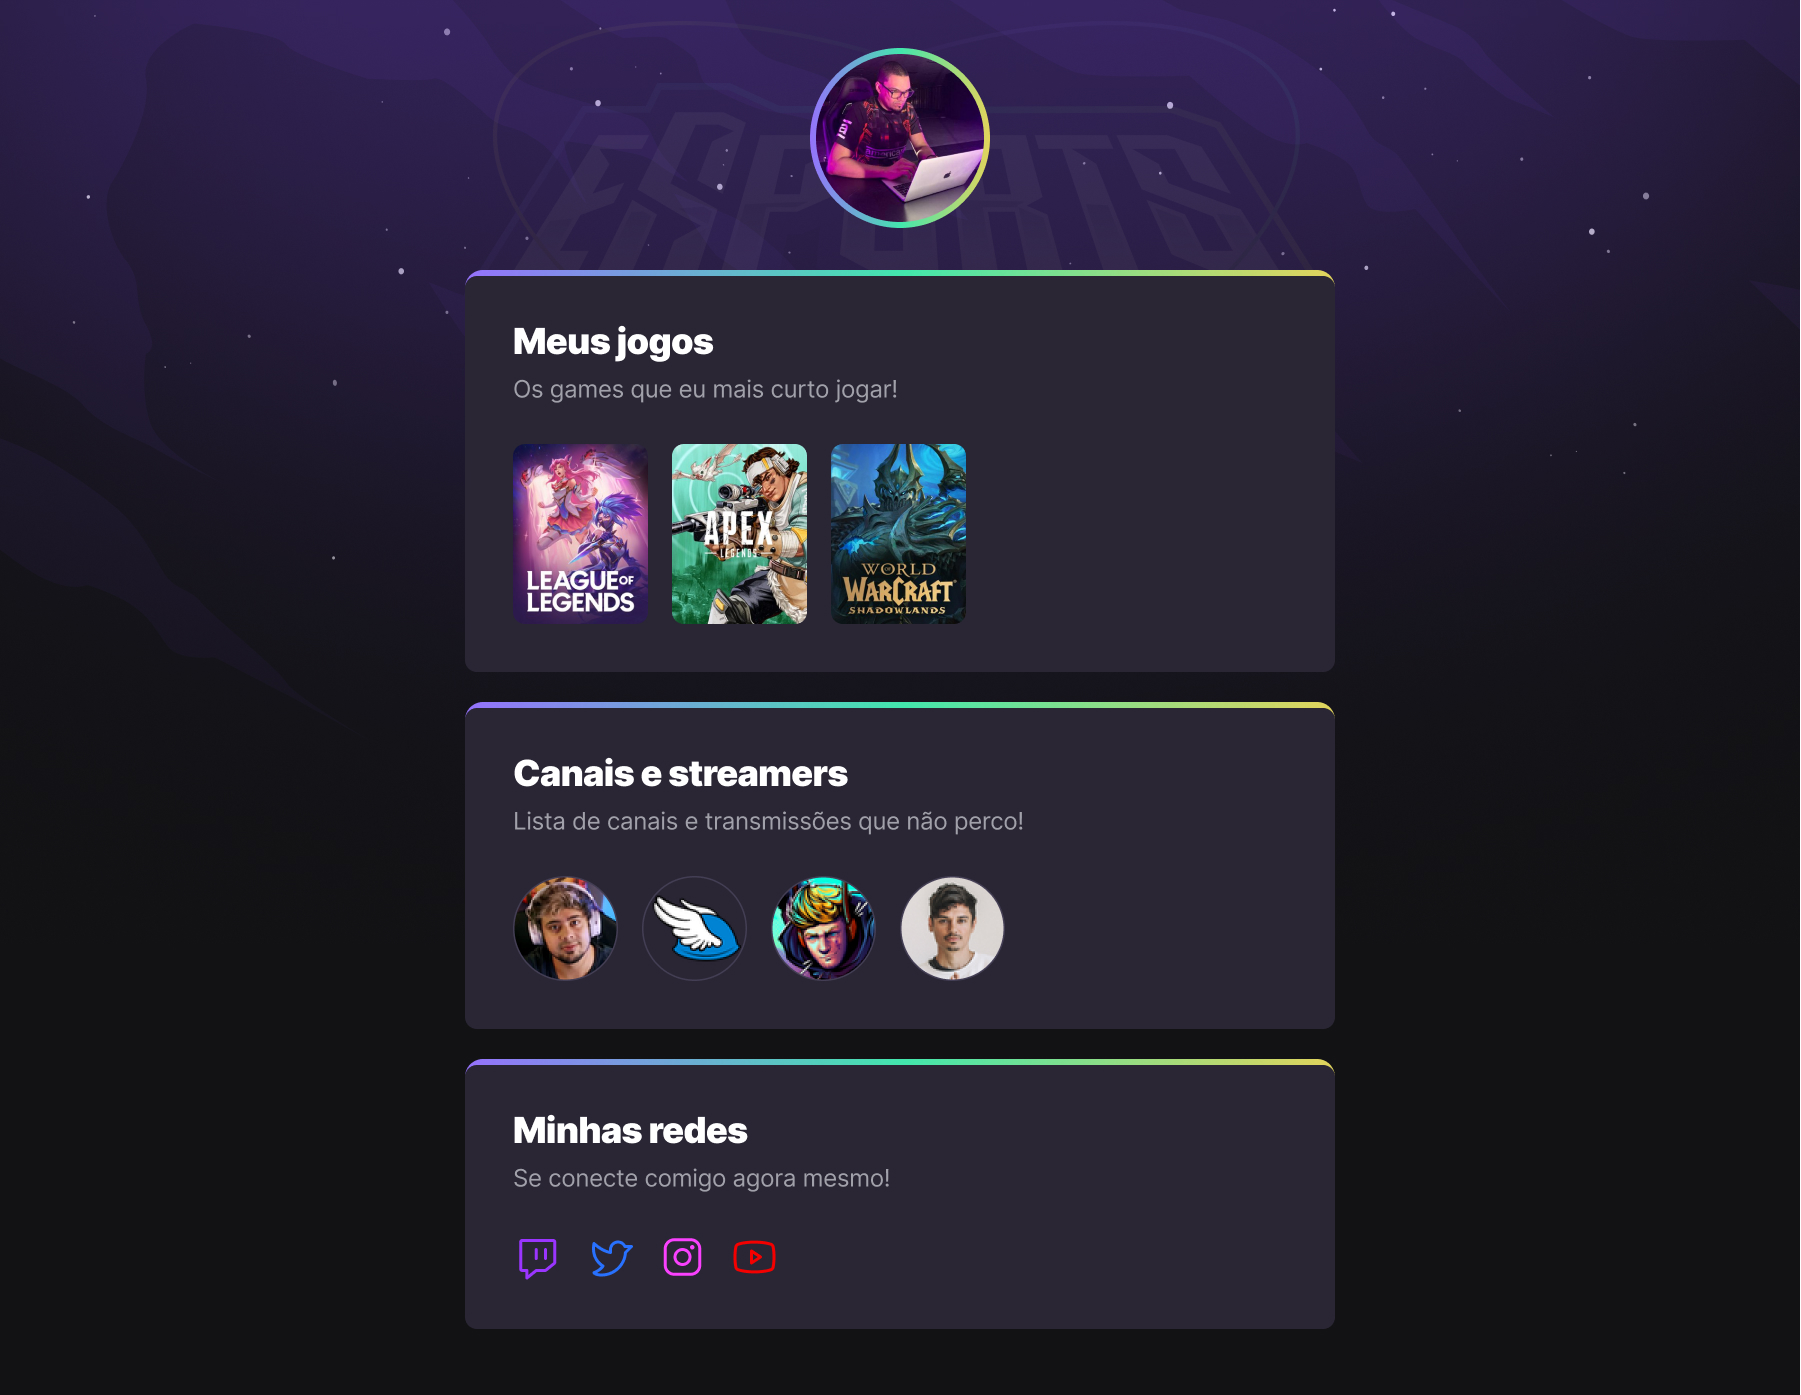 ESPORTS
Meus jogos
Os games que eu mais curto jogar!
LEAGUE OF
LEGENDS
APEX
LEGENDS
WORLD
OF
WARCRAFT
SHADOWLANDS
Canais e streamers
Lista de canais e transmissões que não perco!
Minhas redes
Se conecte comigo agora mesmo!